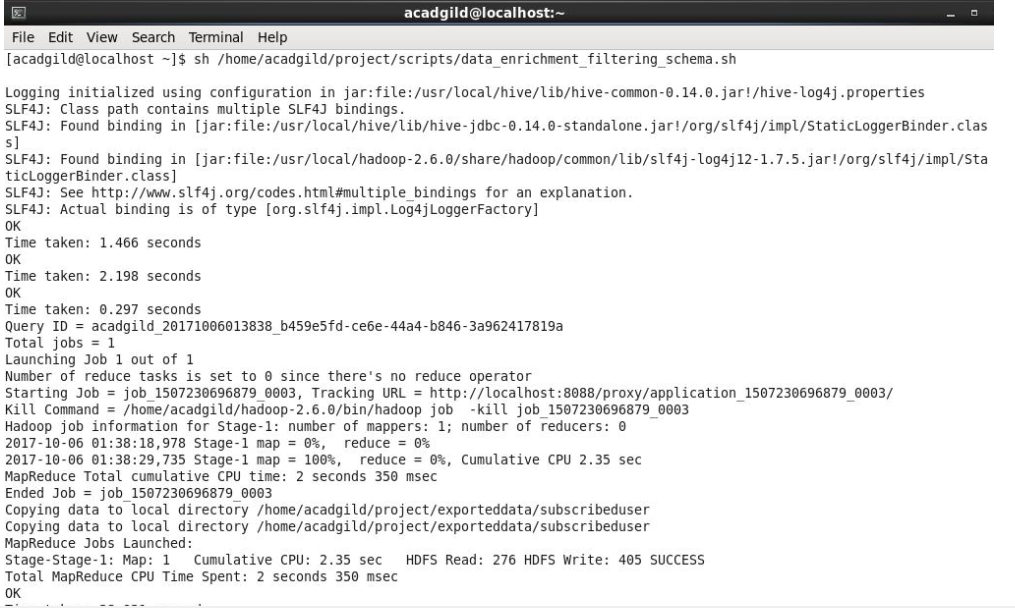 acadgild@localhost:~
File Edit View Search Terminal Help
[acadgild@localhost ~]$ sh /home/acadgild/project/scripts/data_enrichment_filtering_schema.sh
Logging initialized using configuration in jar:file:/usr/local/hive/lib/hive-common-0.14.0.jar!/hive-log4j.properties
SLF4J: Class path contains multiple SLF4J bindings.
SLF4J: Found binding in [jar:file:/usr/local/hive/lib/hive-jdbc-0.14.0-standalone.jar!/org/slf4j/impl/StaticLoggerBinder.clas
s]
SLF4J: Found binding in [jar:file:/usr/local/hadoop-2.6.0/share/hadoop/common/lib/slf4j-log4j12-1.7.5.jar!/org/slf4j/impl/Sta
ticLoggerBinder.class]
SLF4J: See http://www.slf4j.org/codes.html#multiple_bindings for an explanation.
SLF4J: Actual binding is of type [org.slf4j.impl.Log4jLoggerFactory]
OK
Time taken: 1.466 seconds
OK
Time taken: 2.198 seconds
OK
Time taken: 0.297 seconds
Query ID = acadgild_20171006013838_b459e5fd-ce6e-44a4-b846-3a962417819a
Total jobs = 1
Launching Job 1 out of 1
Number of reduce tasks is set to 0 since there's no reduce operator
Starting Job = job_1507230696879_0003, Tracking URL = http://localhost:8088/proxy/application_1507230696879_0003/
Kill Command = /home/acadgild/hadoop-2.6.0/bin/hadoop job  -kill job_1507230696879_0003
Hadoop job information for Stage-1: number of mappers: 1; number of reducers: 0
2017-10-06 01:38:18,978 Stage-1 map = 0%,  reduce = 0%
2017-10-06 01:38:29,735 Stage-1 map = 100%,  reduce = 0%, Cumulative CPU 2.35 sec
MapReduce Total cumulative CPU time: 2 seconds 350 msec
Ended Job = job_1507230696879_0003
Copying data to local directory /home/acadgild/project/exporteddata/subscribeduser
Copying data to local directory /home/acadgild/project/exporteddata/subscribeduser
MapReduce Jobs Launched:
Stage-Stage-1: Map: 1   Cumulative CPU: 2.35 sec   HDFS Read: 276 HDFS Write: 405 SUCCESS
Total MapReduce CPU Time Spent: 2 seconds 350 msec
OK